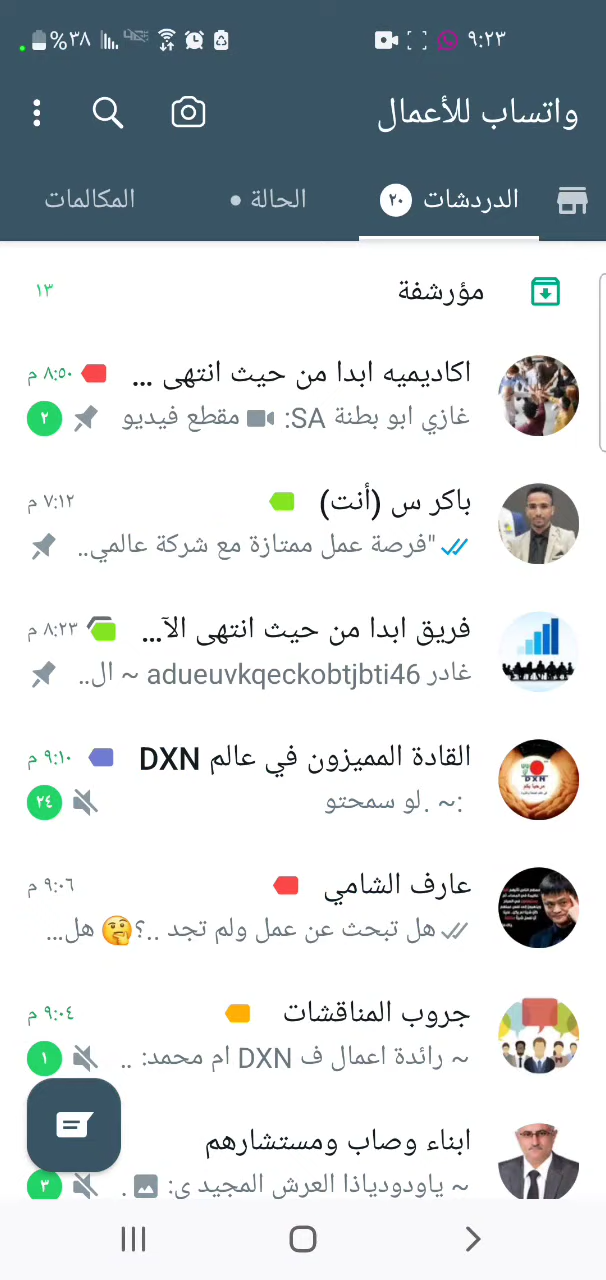 ٩:٢٣ %٣٨
واتساب للأعمال
الدردشات ٢٠ الحالة المكالمات
مؤرشفة ١٣
اكاديميه ابدا من حيث انتهى ... ٨:٥٠ م
غازي ابو بطنة SA: مقطع فيديو ٢
باكر س (أنت) ٧:١٢ م
"فرصة عمل ممتازة مع شركة عالمي..
فريق ابدا من حيث انتهى الآ... ٨:٢٣ م
غادر adueuvkqeckobtjbti46 ~ ال..
القادة المميزون في عالم DXN ٩:١٠ م
:~ .لو سمحتو ٢٤
عارف الشامي ٩:٠٦ م
هل تبحث عن عمل ولم تجد ..؟🤔 هل...
جروب المناقشات ٩:٠٤ م
~ رائدة اعمال ف DXN ام محمد: .. ١
ابناء وصاب ومستشارهم
~ ياودودياذا العرش المجيد ي: . ٣